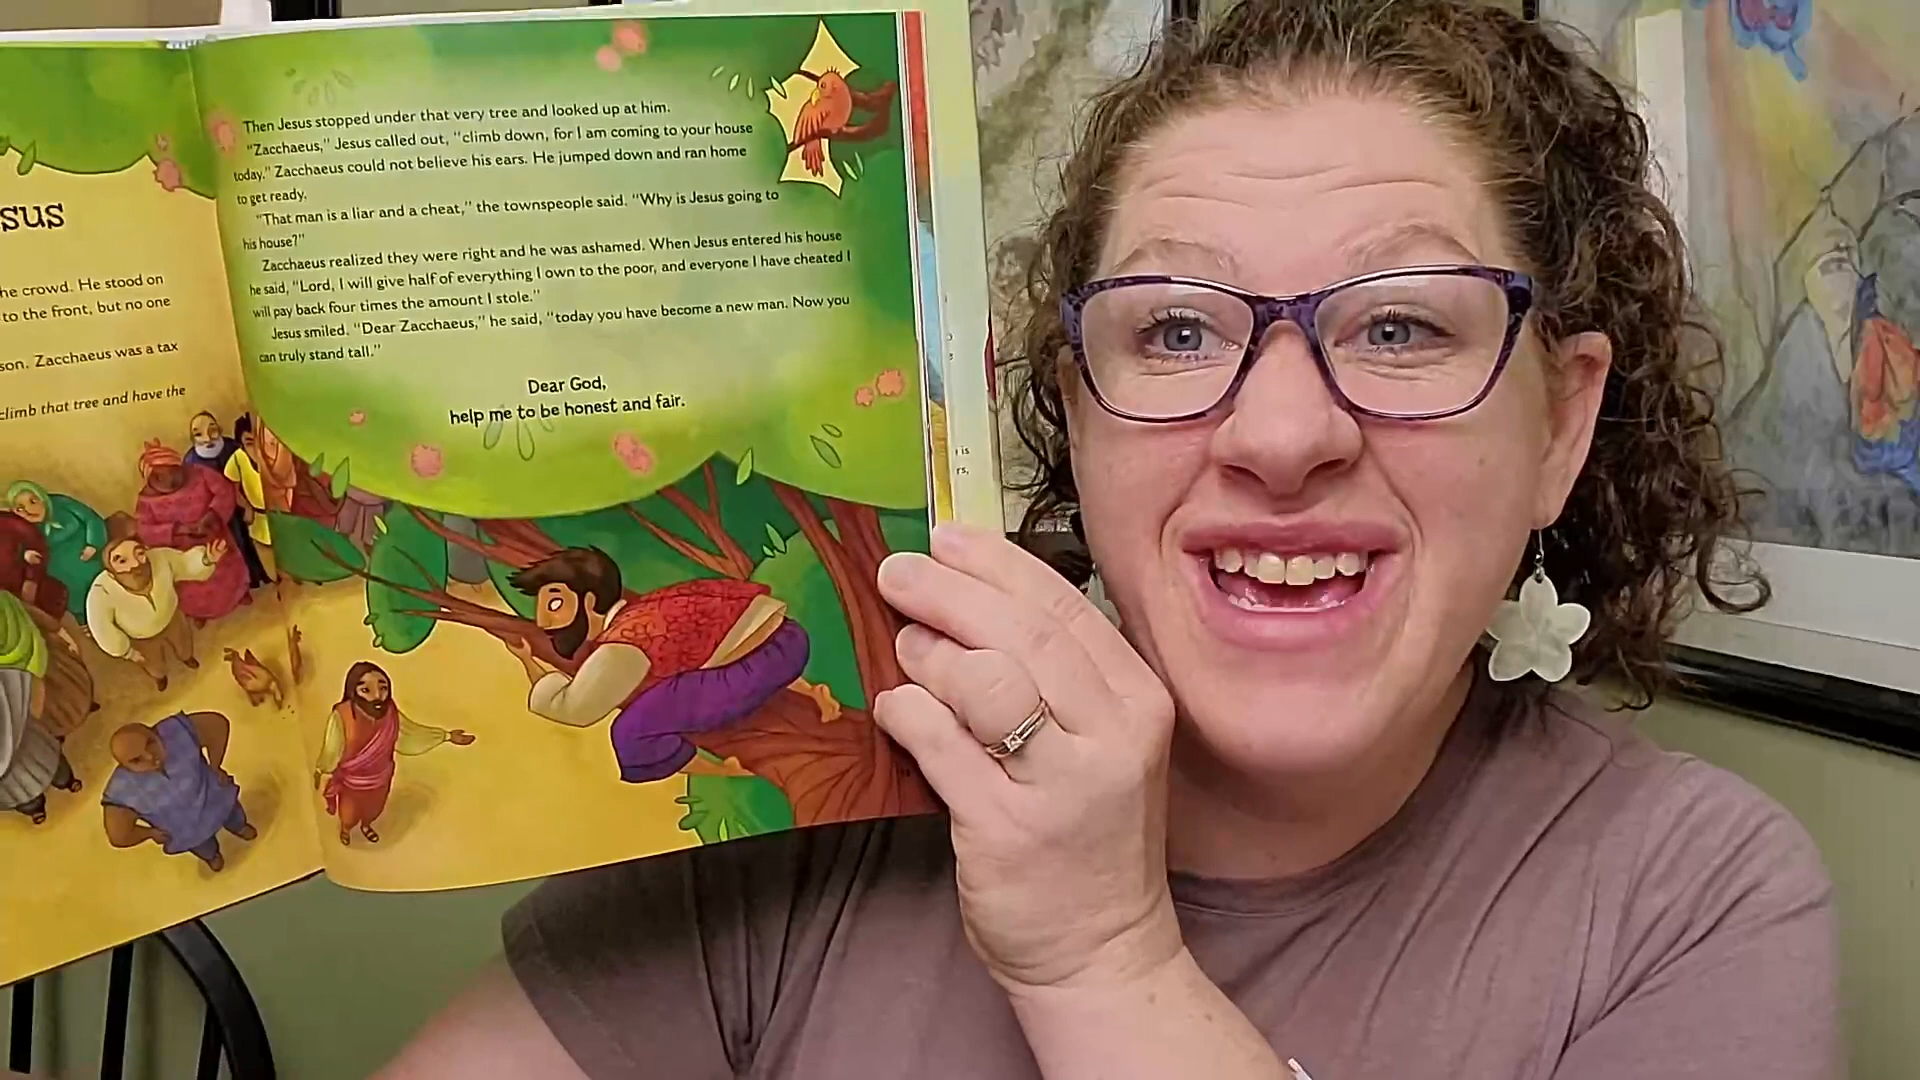 sus
he crowd. He stood on
to the front, but no one
son. Zacchaeus was a tax
climb that tree and have the
Then Jesus stopped under that very tree and looked up at him.
"Zacchaeus," Jesus called out, "climb down, for I am coming to your house
today." Zacchaeus could not believe his ears. He jumped down and ran home
to get ready.
"That man is a liar and a cheat," the townspeople said. "Why is Jesus going to
his house?"
Zacchaeus realized they were right and he was ashamed. When Jesus entered his house
he said, "Lord, I will give half of everything I own to the poor, and everyone I have cheated I
will pay back four times the amount I stole."
Jesus smiled. "Dear Zacchaeus," he said, "today you have become a new man. Now you
can truly stand tall."
Dear God,
help me to be honest and fair.
is
rs,